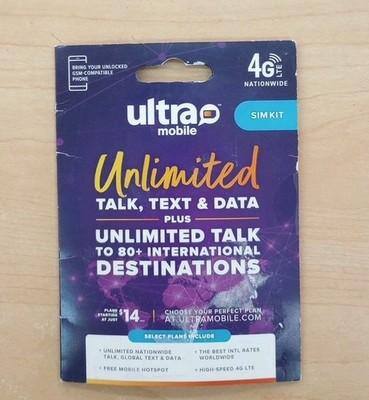 BRING YOUR UNLOCKED
GSM-COMPATIBLE
PHONE
4G LTE
NATIONWIDE
ultra
mobile
SIM KIT
Unlimited
TALK, TEXT & DATA
PLUS
UNLIMITED TALK
TO 80+ INTERNATIONAL
DESTINATIONS
PLANS
STARTING
AT JUST
$14
CHOOSE YOUR PERFECT PLAN
AT ULTRAMOBILE.COM
SELECT PLANS INCLUDE
• UNLIMITED NATIONWIDE
TALK, GLOBAL TEXT & DATA
• FREE MOBILE HOTSPOT
• THE BEST INTL RATES
WORLDWIDE
• HIGH-SPEED 4G LTE